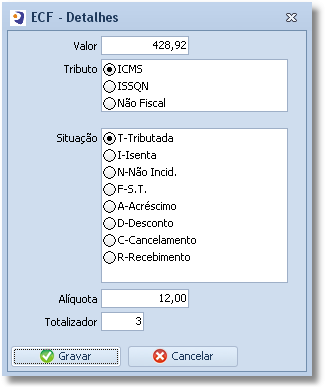 ECF - Detalhes
Valor 428,92
Tributo ICMS
ISSQN
Não Fiscal
Situação T-Tributada
I-Isenta
N-Não Incid.
F-S.T.
A-Acréscimo
D-Desconto
C-Cancelamento
R-Recebimento
Alíquota 12,00
Totalizador 3
Gravar Cancelar